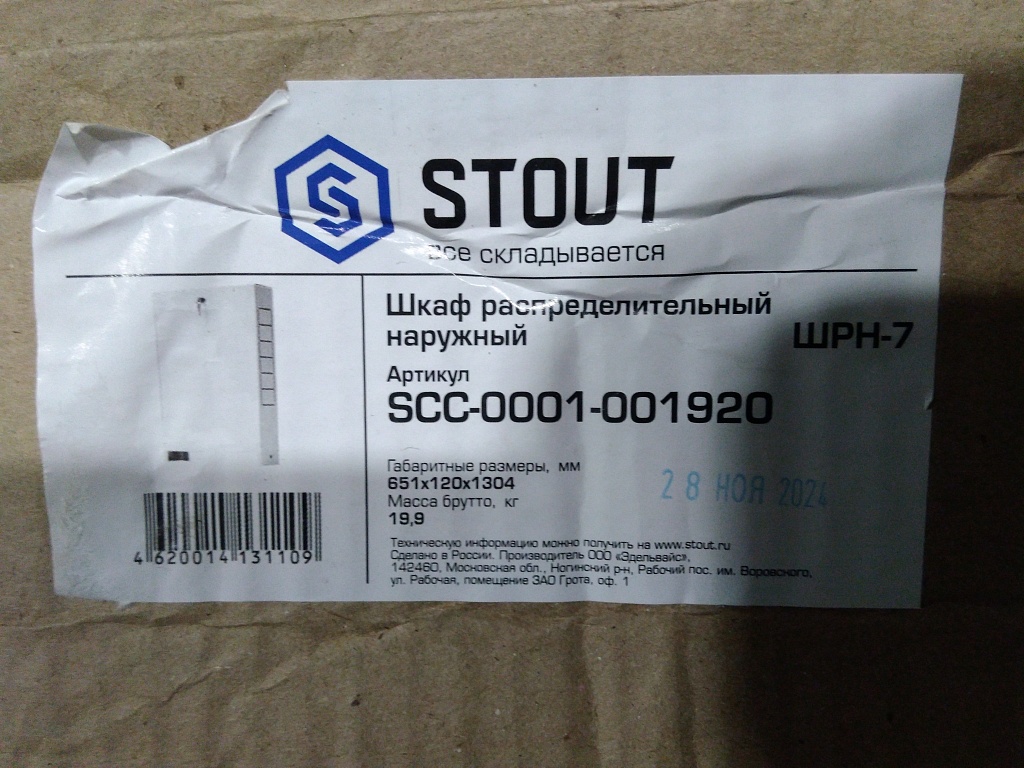 STOUT
Все складывается
Шкаф распределительный
наружный
ШРН-7
Артикул
SCC-0001-001920
Габаритные размеры, мм
651x120x1304
Масса брутто, кг
19,9
28 НОЯ 2024
4 620014 131109
Техническую информацию можно получить на www.stout.ru
Сделано в России. Производитель ООО «Эдельвайс»,
142460, Московская обл., Ногинский р-н, Рабочий пос. им. Воровского,
ул. Рабочая, помещение ЗАО Грота, оф. 1